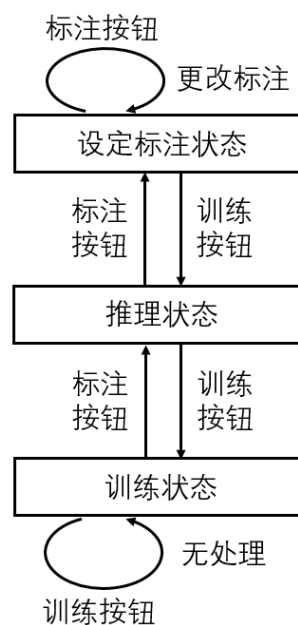 标注按钮
更改标注
设定标注状态
标注 训练
按钮 按钮
推理状态
标注 训练
按钮 按钮
训练状态
无处理
训练按钮